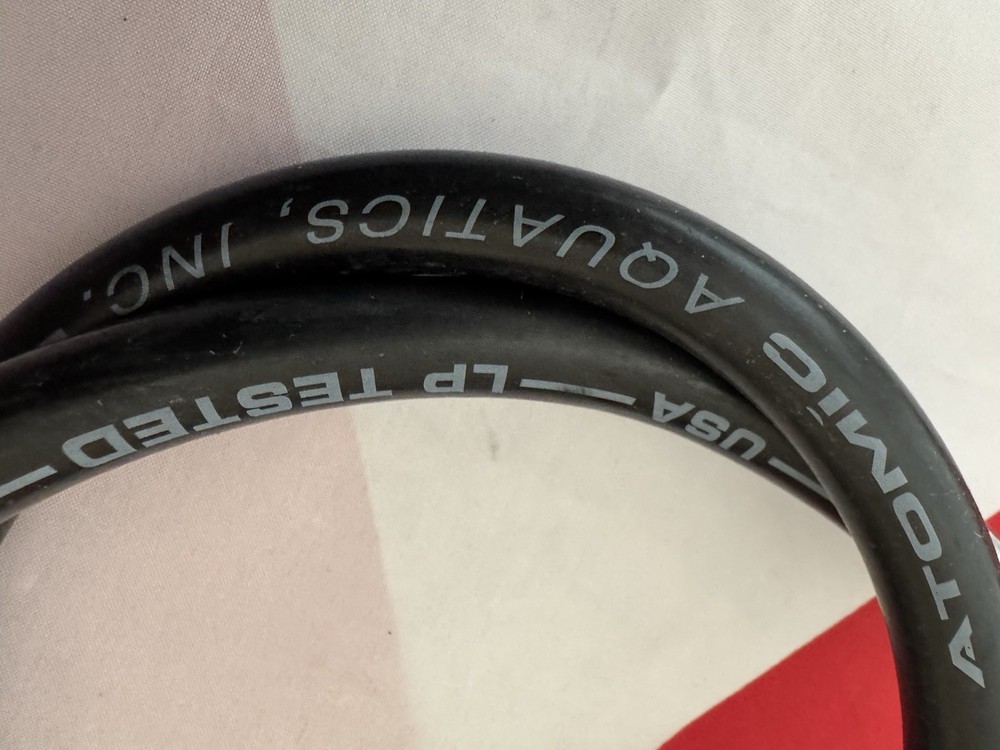 ATOMIC AQUATICS, INC.
— USA — LP TESTED —